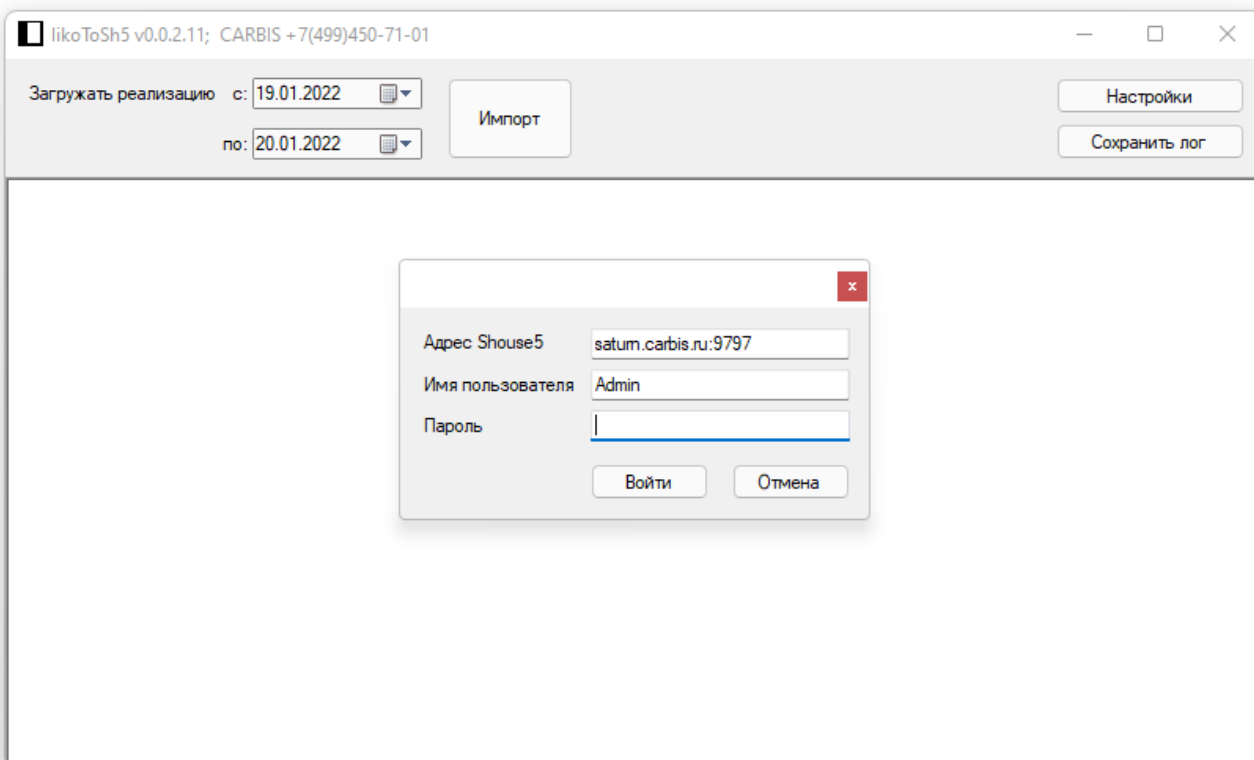 IikoToSh5 v0.0.2.11; CARBIS +7(499)450-71-01
Загружать реализацию с: 19.01.2022
по: 20.01.2022
Импорт
Настройки
Сохранить лог
x
Адрес Shouse5 saturn.carbis.ru:9797
Имя пользователя Admin
Пароль
Войти Отмена